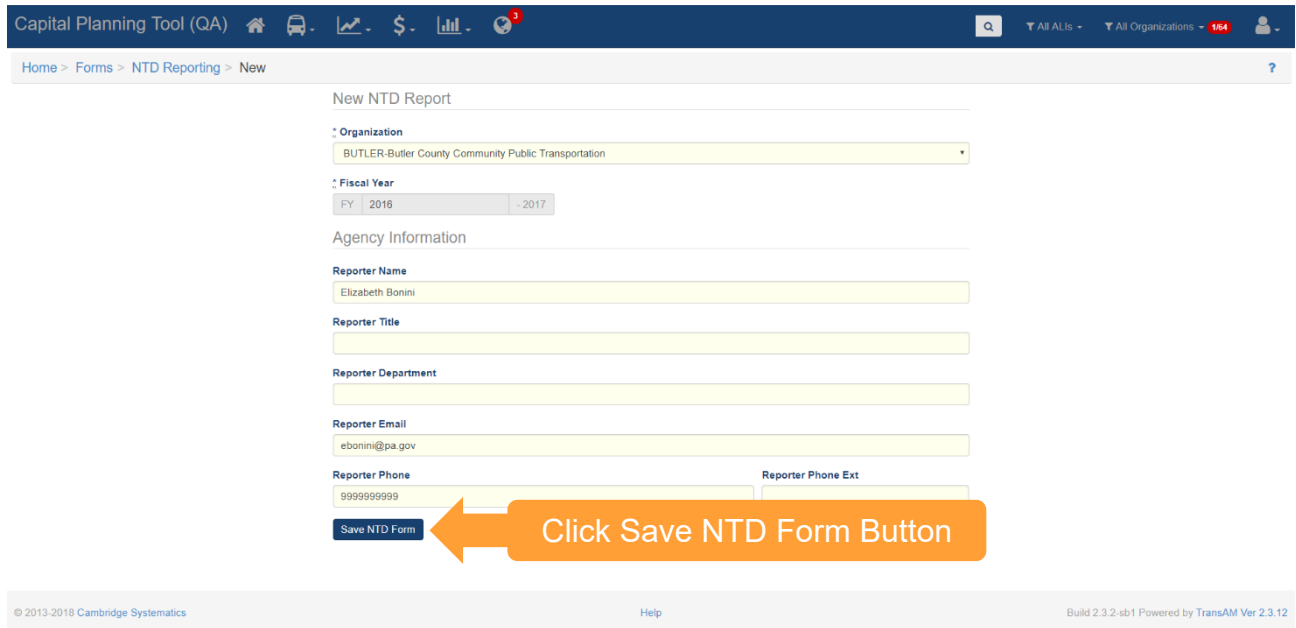 Capital Planning Tool (QA) $ 3 All ALIs All Organizations 1/64
Home > Forms > NTD Reporting > New ?
New NTD Report
* Organization
BUTLER-Butler County Community Public Transportation
* Fiscal Year
FY 2016 - 2017
Agency Information
Reporter Name
Elizabeth Bonini
Reporter Title
Reporter Department
Reporter Email
ebonini@pa.gov
Reporter Phone Reporter Phone Ext
9999999999
Save NTD Form Click Save NTD Form Button
© 2013-2018 Cambridge Systematics Help Build 2.3.2-sb1 Powered by TransAM Ver 2.3.12